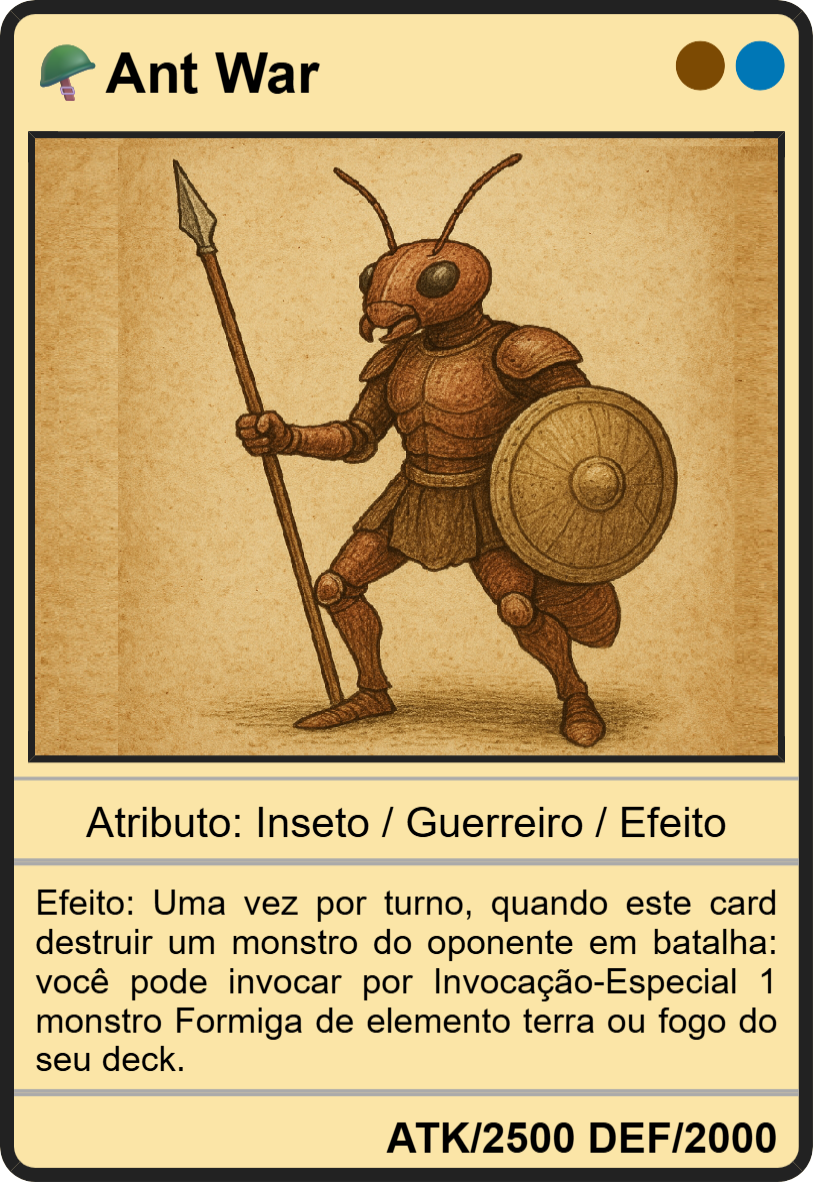 Ant War
Atributo: Inseto / Guerreiro / Efeito
Efeito: Uma vez por turno, quando este card
destruir um monstro do oponente em batalha:
você pode invocar por Invocação-Especial 1
monstro Formiga de elemento terra ou fogo do
seu deck.
ATK/2500 DEF/2000